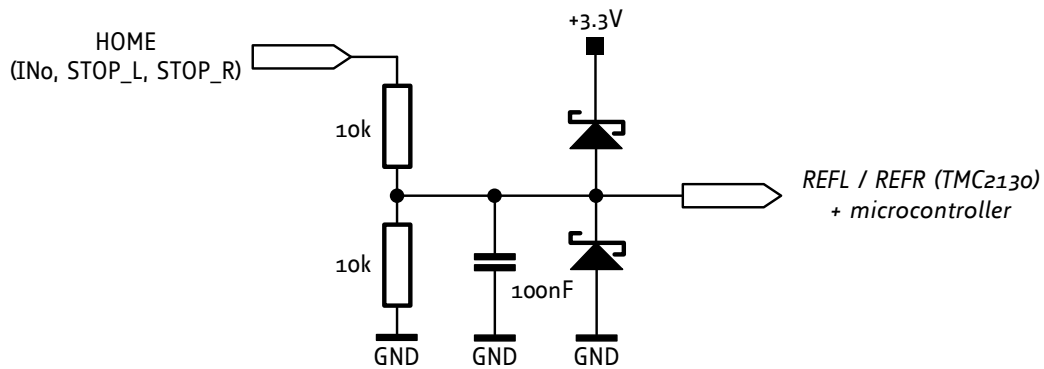 +3.3V
HOME
(IN0, STOP_L, STOP_R)
10k
REFL / REFR (TMC2130)
+ microcontroller
10k
100nF
GND
GND
GND